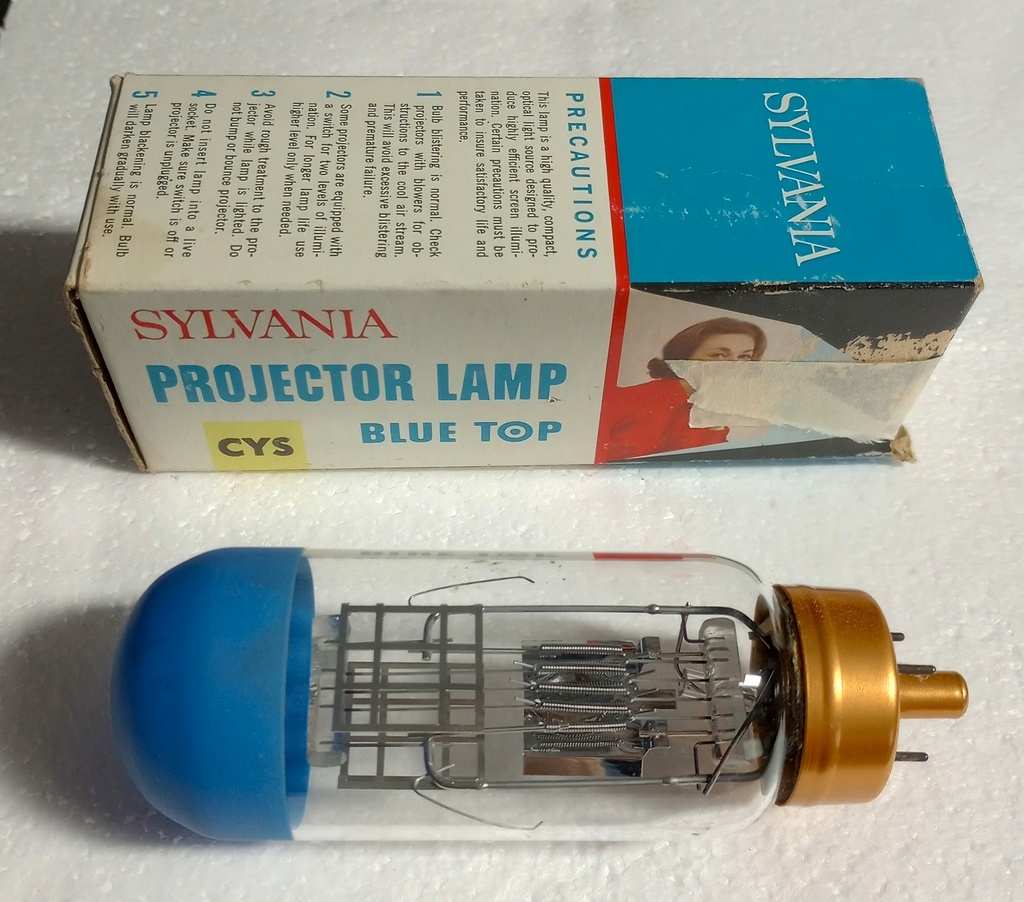 SYLVANIA
PRECAUTIONS
This lamp is a high quality, compact,
optical light source designed to pro-
duce highly efficient screen illumi-
nation. Certain precautions must be
taken to insure satisfactory life and
performance.
1 Bulb blistering is normal. Check
projectors with blowers for ob-
structions to the cool air stream.
This will avoid excessive blistering
and premature failure.
2 Some projectors are equipped with
a switch for two levels of illumi-
nation. For longer lamp life use
higher level only when needed.
3 Avoid rough treatment to the pro-
jector while lamp is lighted. Do
not bump or bounce projector.
4 Do not insert lamp into a live
socket. Make sure switch is off or
projector is unplugged.
5 Lamp blackening is normal. Bulb
will darken gradually with use.
SYLVANIA
PROJECTOR LAMP
CYS
BLUE TOP